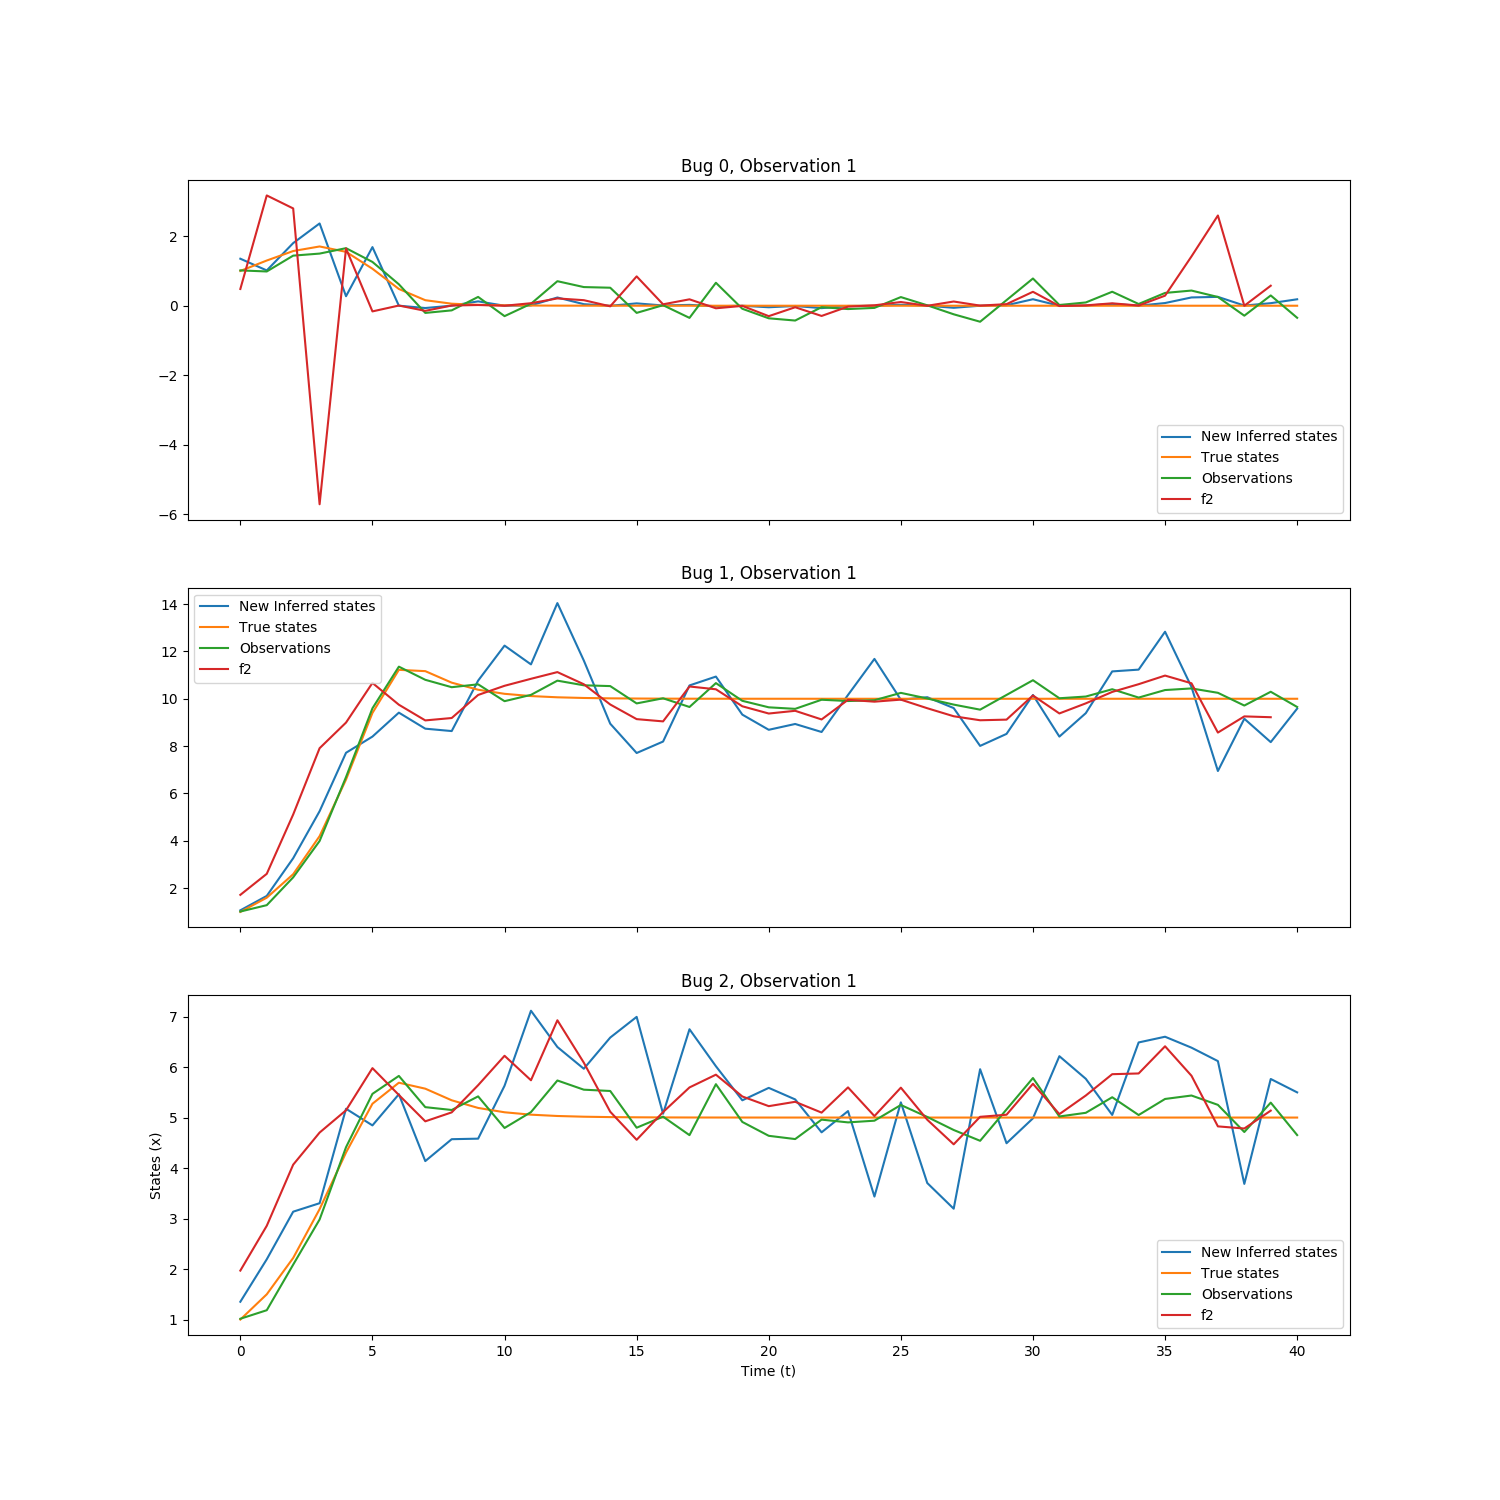 Bug 0, Observation 1
2
0
−2
−4
−6
New Inferred states
True states
Observations
f2
Bug 1, Observation 1
14
12
10
8
6
4
2
New Inferred states
True states
Observations
f2
Bug 2, Observation 1
7
6
5
4
3
2
1
States (x)
New Inferred states
True states
Observations
f2
0 5 10 15 20 25 30 35 40
Time (t)